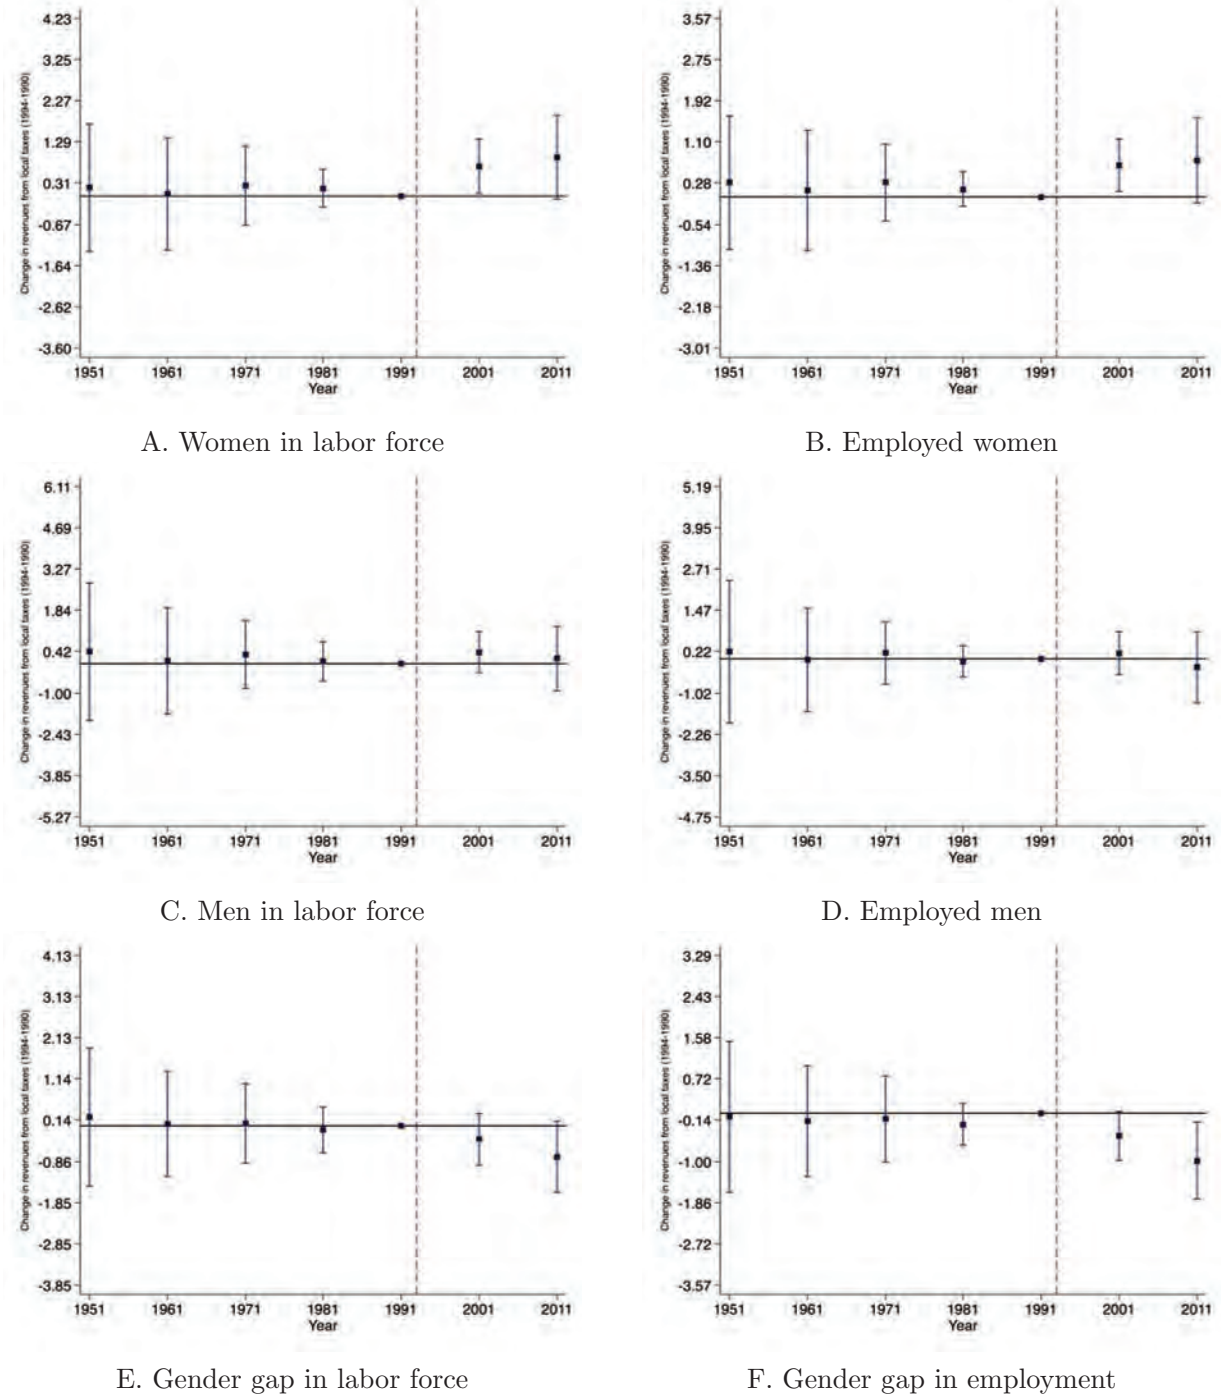 4.23
3.25
2.27
1.29
0.31
-0.67
-1.64
-2.62
-3.60
Change in revenues from local taxes (1994-1990)
1951 1961 1971 1981 1991 2001 2011
Year
A. Women in labor force
3.57
2.75
1.92
1.10
0.28
-0.54
-1.36
-2.18
-3.01
Change in revenues from local taxes (1994-1990)
1951 1961 1971 1981 1991 2001 2011
Year
B. Employed women
6.11
4.69
3.27
1.84
0.42
-1.00
-2.43
-3.85
-5.27
Change in revenues from local taxes (1994-1990)
1951 1961 1971 1981 1991 2001 2011
Year
C. Men in labor force
5.19
3.95
2.71
1.47
0.22
-1.02
-2.26
-3.50
-4.75
Change in revenues from local taxes (1994-1990)
1951 1961 1971 1981 1991 2001 2011
Year
D. Employed men
4.13
3.13
2.13
1.14
0.14
-0.86
-1.85
-2.85
-3.85
Change in revenues from local taxes (1994-1990)
1951 1961 1971 1981 1991 2001 2011
Year
E. Gender gap in labor force
3.29
2.43
1.58
0.72
-0.14
-1.00
-1.86
-2.72
-3.57
Change in revenues from local taxes (1994-1990)
1951 1961 1971 1981 1991 2001 2011
Year
F. Gender gap in employment